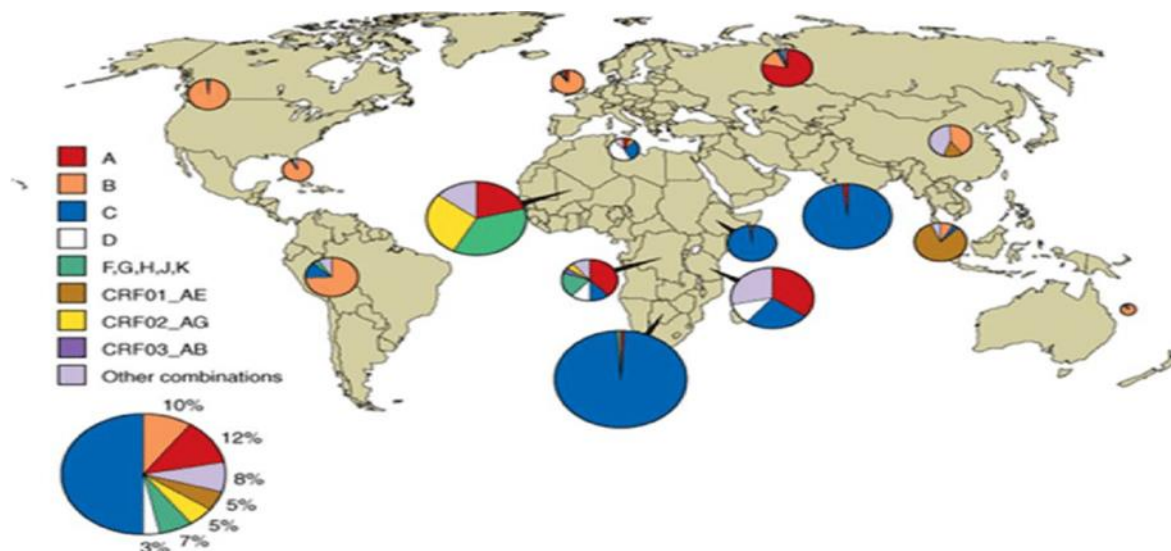 A
B
C
D
F,G,H,J,K
CRF01_AE
CRF02_AG
CRF03_AB
Other combinations
10%
12%
8%
5%
5%
7%
3%